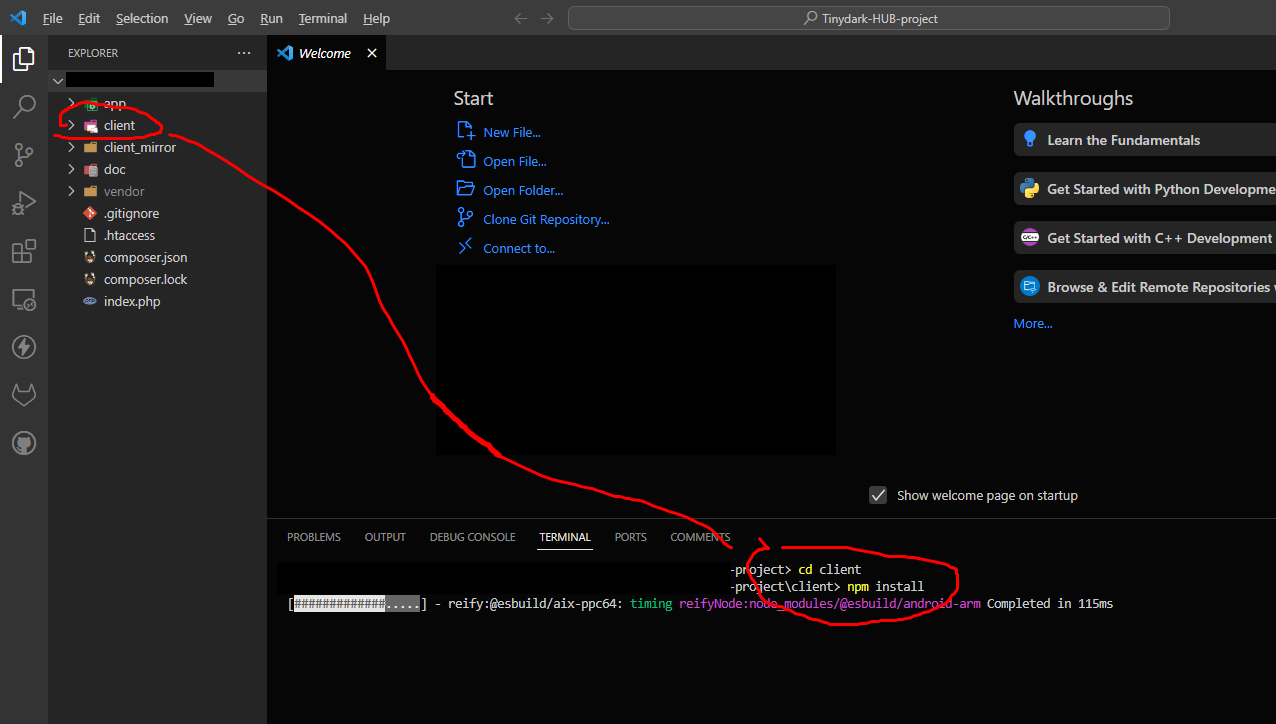 File Edit Selection View Go Run Terminal Help
Tinydark-HUB-project
EXPLORER
...
app
client
client_mirror
doc
vendor
.gitignore
.htaccess
composer.json
composer.lock
index.php
Welcome
Start
New File...
Open File...
Open Folder...
Clone Git Repository...
Connect to...
Walkthroughs
Learn the Fundamentals
Get Started with Python Developme
C/C++
Get Started with C++ Development
Browse & Edit Remote Repositories w
More...
Show welcome page on startup
PROBLEMS OUTPUT DEBUG CONSOLE TERMINAL PORTS COMMENTS
-project> cd client
-project\client> npm install
[#############.....] - reify:@esbuild/aix-ppc64: timing reifyNode:node_modules/@esbuild/android-arm Completed in 115ms